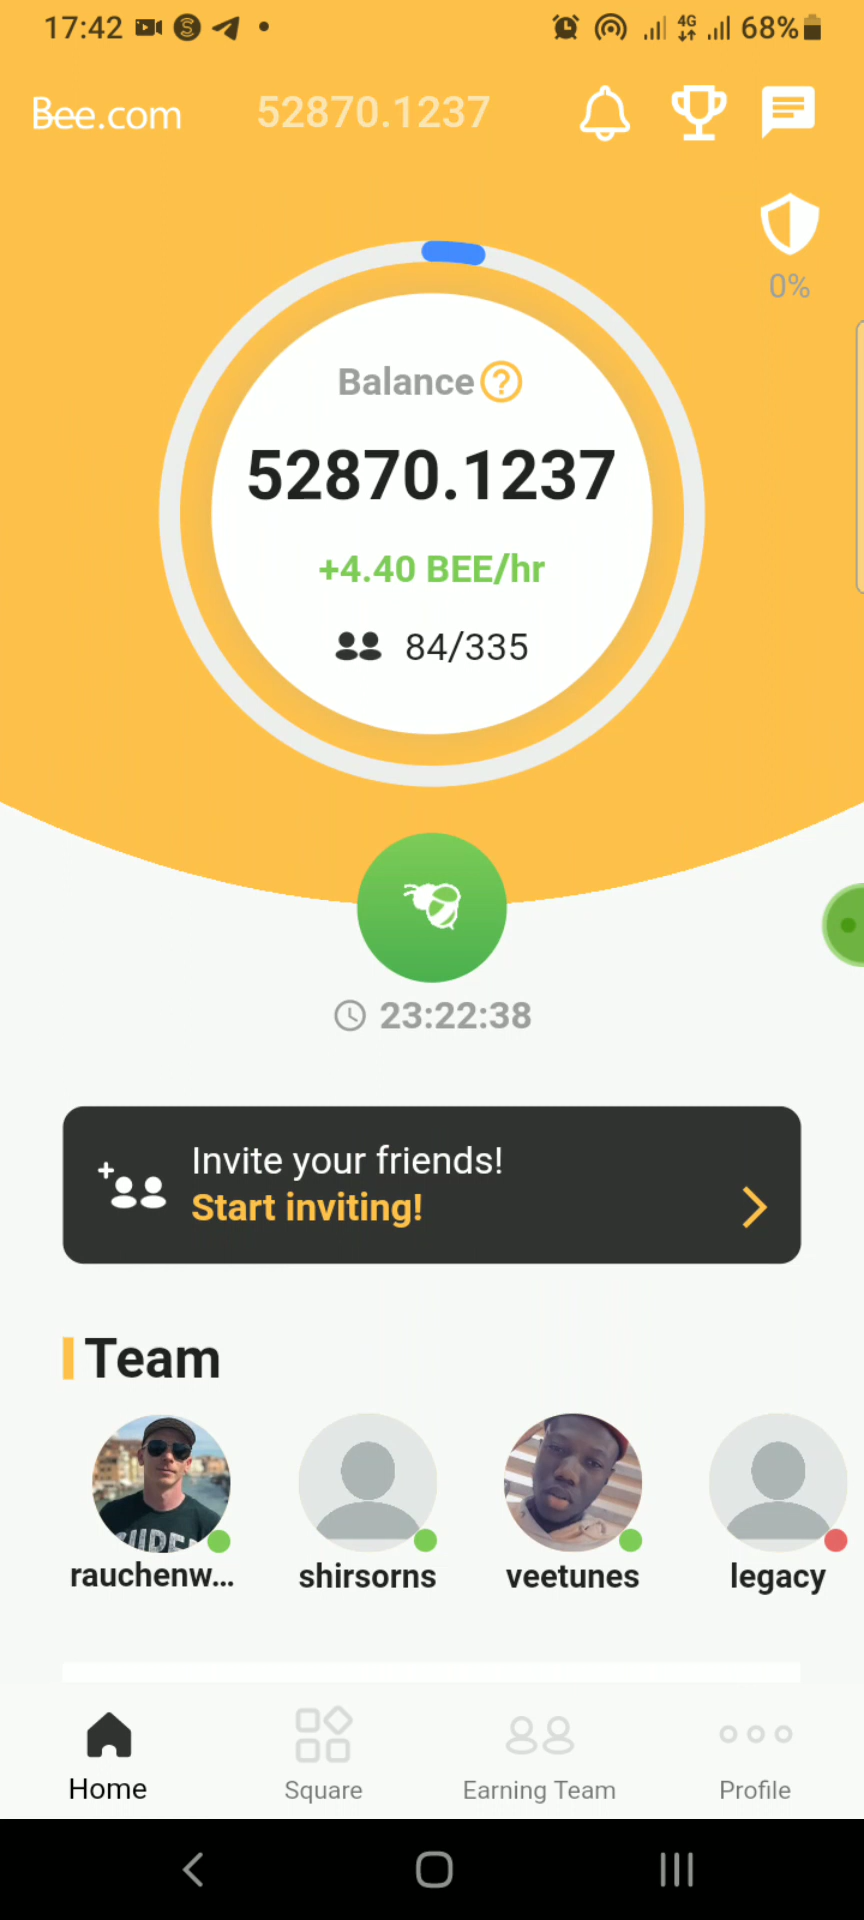 17:42 4G 68%
Bee.com 52870.1237
0%
Balance ?
52870.1237
+4.40 BEE/hr
84/335
23:22:38
Invite your friends!
Start inviting!
Team
rauchenw... shirsorns veetunes legacy
Home Square Earning Team Profile